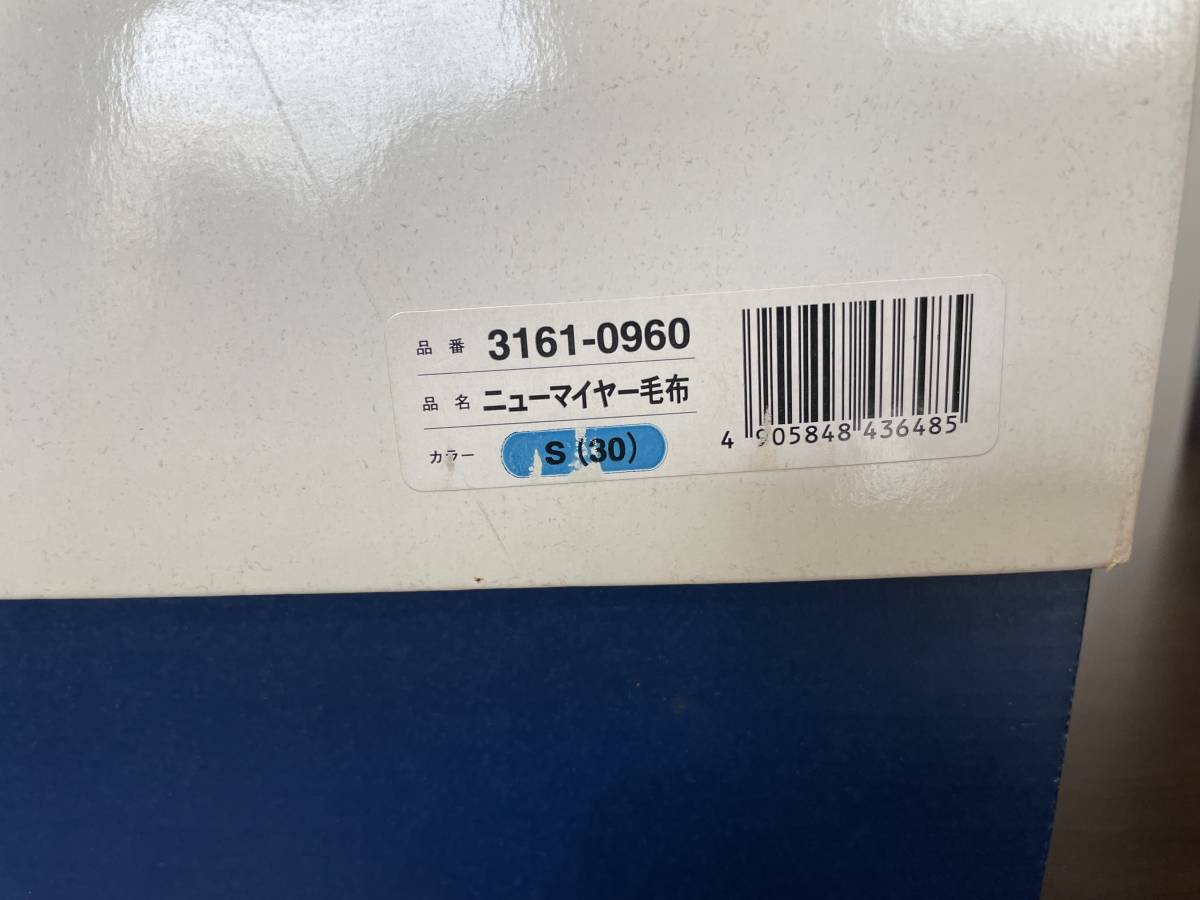 品番 3161-0960
品名 ニューマイヤー毛布
カラー S(30)
4 905848 436485